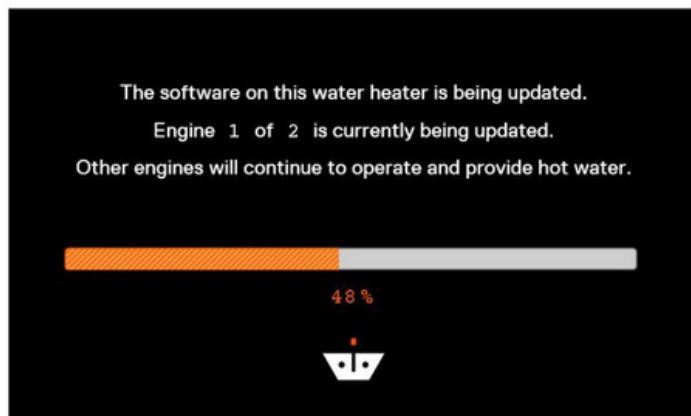 The software on this water heater is being updated.
Engine 1 of 2 is currently being updated.
Other engines will continue to operate and provide hot water.
48%